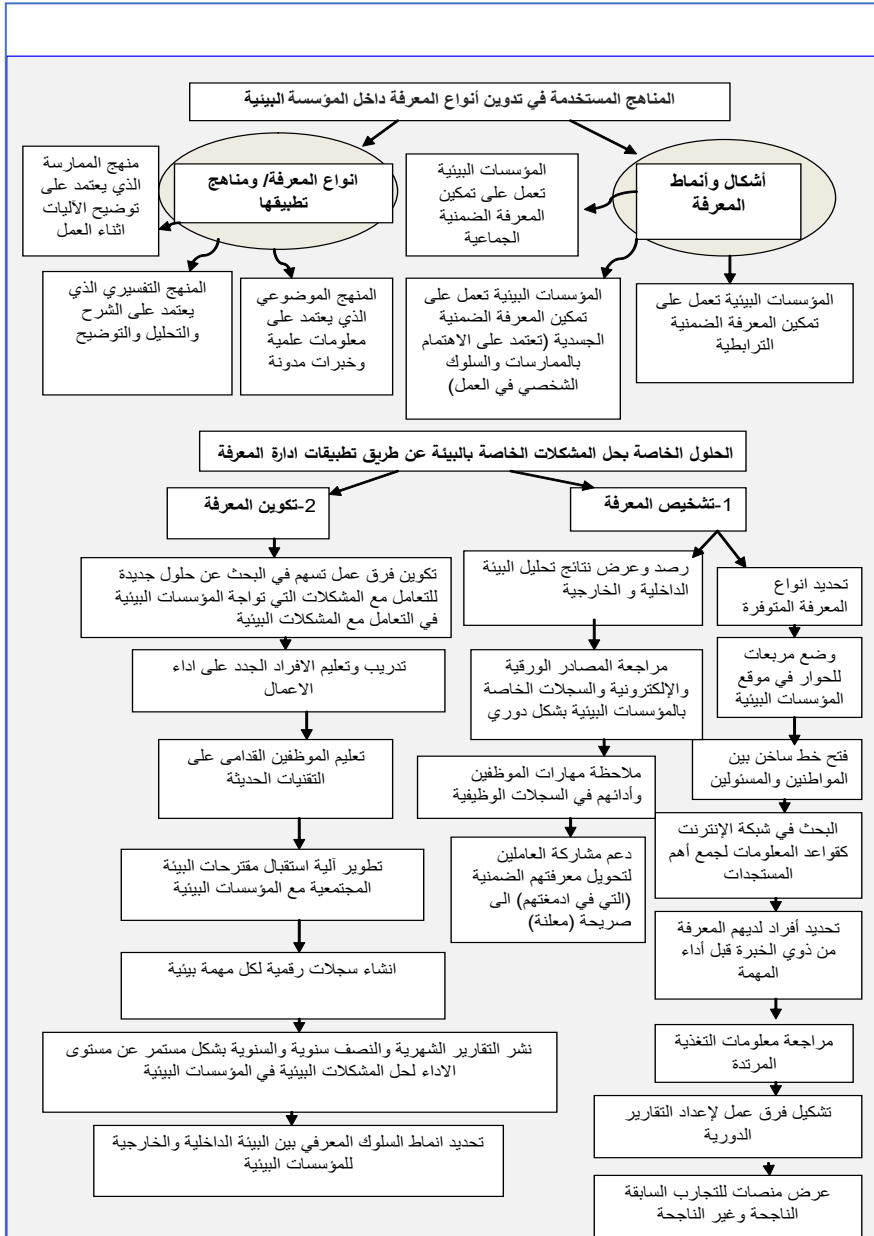 المناهج المستخدمة في تدوين أنواع المعرفة داخل المؤسسة البيئية
أشكال وأنماط
المعرفة
المؤسسات البيئية
تعمل على تمكين
المعرفة الضمنية
الجماعية
المؤسسات البيئية تعمل على
تمكين المعرفة الضمنية
الترابطية
المؤسسات البيئية تعمل على
تمكين المعرفة الضمنية
الجسدية (تعتمد على الاهتمام
بالممارسات والسلوك
الشخصي في العمل)
انواع المعرفة/ ومناهج
تطبيقها
منهج الممارسة
الذي يعتمد على
توضيح الآليات
اثناء العمل
المنهج الموضوعي
الذي يعتمد على
معلومات علمية
وخبرات مدونة
المنهج التفسيري الذي
يعتمد على الشرح
والتحليل والتوضيح
الحلول الخاصة بحل المشكلات الخاصة بالبيئة عن طريق تطبيقات ادارة المعرفة
1-تشخيص المعرفة
تحديد انواع
المعرفة المتوفرة
وضع مربعات
للحوار في موقع
المؤسسات البيئية
فتح خط ساخن بين
المواطنين والمسئولين
البحث في شبكة الإنترنت
كقواعد المعلومات لجمع أهم
المستجدات
تحديد أفراد لديهم المعرفة
من ذوي الخبرة قبل أداء
المهمة
مراجعة معلومات التغذية
المرتدة
تشكيل فرق عمل لإعداد التقارير
الدورية
عرض منصات للتجارب السابقة
الناجحة وغير الناجحة
رصد وعرض نتائج تحليل البيئة
الداخلية و الخارجية
مراجعة المصادر الورقية
والإلكترونية والسجلات الخاصة
بالمؤسسات البيئية بشكل دوري
ملاحظة مهارات الموظفين
وأدائهم في السجلات الوظيفية
دعم مشاركة العاملين
لتحويل معرفتهم الضمنية
(التي في ادمغتهم) الى
صريحة (معلنة)
2-تكوين المعرفة
تكوين فرق عمل تسهم في البحث عن حلول جديدة
للتعامل مع المشكلات التي تواجة المؤسسات البيئية
في التعامل مع المشكلات البيئية
تدريب وتعليم الافراد الجدد على اداء
الاعمال
تعليم الموظفين القدامى على
التقنيات الحديثة
تطوير آلية استقبال مقترحات البيئة
المجتمعية مع المؤسسات البيئية
انشاء سجلات رقمية لكل مهمة بيئية
نشر التقارير الشهرية والنصف سنوية والسنوية بشكل مستمر عن مستوى
الاداء لحل المشكلات البيئية في المؤسسات البيئية
تحديد انماط السلوك المعرفي بين البيئة الداخلية والخارجية
للمؤسسات البيئية